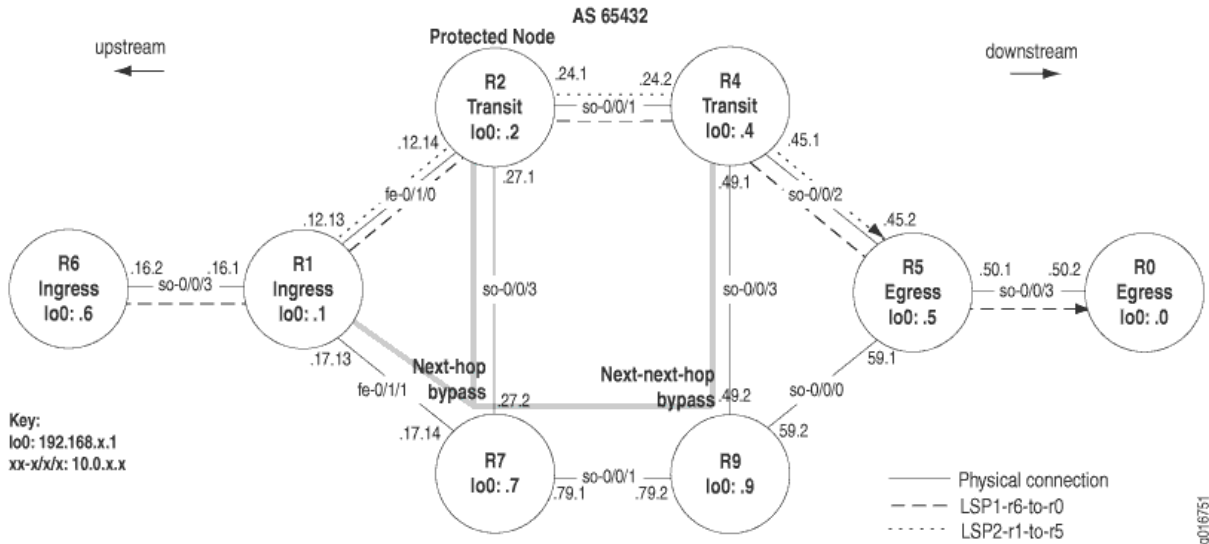 AS 65432
upstream
Protected Node
downstream
R2
Transit
lo0: .2
.24.1
.24.2
so-0/0/1
R4
Transit
lo0: .4
.12.14
.27.1
.49.1
.45.1
fe-0/1/0
so-0/0/2
.12.13
.45.2
R6
Ingress
lo0: .6
.16.2
.16.1
so-0/0/3
R1
Ingress
lo0: .1
so-0/0/3
so-0/0/3
R5
Egress
lo0: .5
.50.1
.50.2
so-0/0/3
R0
Egress
lo0: .0
.17.13
fe-0/1/1
Next-hop
bypass
Next-next-hop
bypass
59.1
so-0/0/0
.27.2
.49.2
59.2
.17.14
Key:
lo0: 192.168.x.1
xx-x/x/x: 10.0.x.x
R7
lo0: .7
.79.1
so-0/0/1
.79.2
R9
lo0: .9
Physical connection
LSP1-r6-to-r0
LSP2-r1-to-r5
g016751